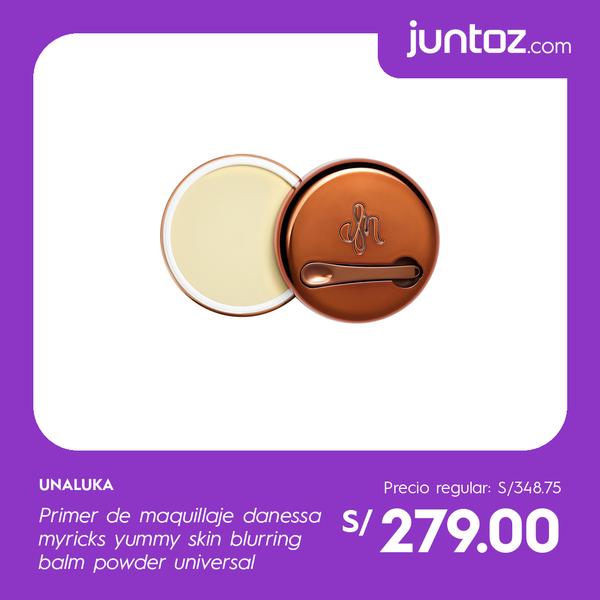 juntoz.com
UNALUKA
Primer de maquillaje danessa
myricks yummy skin blurring
balm powder universal
Precio regular: S/348.75
S/279.00